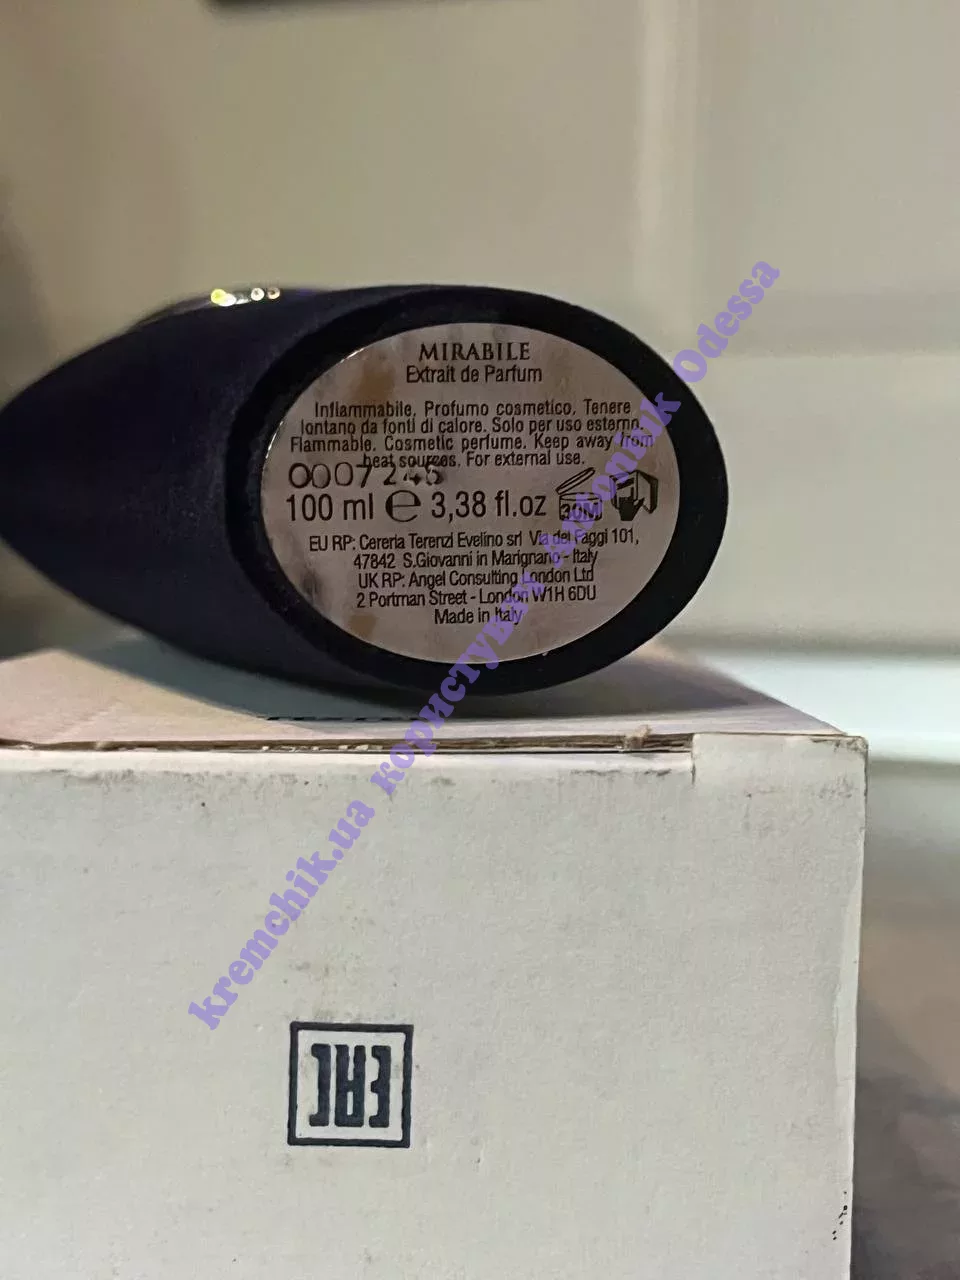 MIRABILE
Extrait de Parfum
Inflammabile. Profumo cosmetico. Tenere
lontano da fonti di calore. Solo per uso esterno.
Flammable. Cosmetic perfume. Keep away from
heat sources. For external use.
0007245
100 ml e 3,38 fl.oz 30M
EU RP: Cereria Terenzi Evelino srl Via dei Faggi 101,
47842 S.Giovanni in Marignano - Italy
UK RP: Angel Consulting London Ltd
2 Portman Street - London W1H 6DU
Made in Italy
kremchik.ua користувач Odessa
EAC